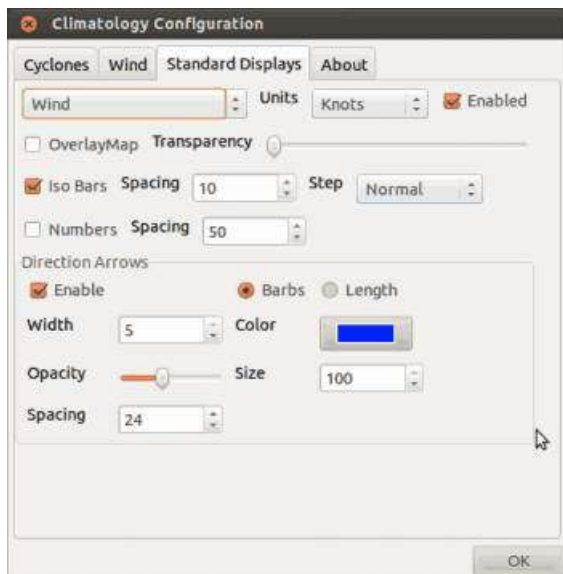 Climatology Configuration
Cyclones Wind Standard Displays About
Wind Units Knots Enabled
OverlayMap Transparency
Iso Bars Spacing 10 Step Normal
Numbers Spacing 50
Direction Arrows
Enable Barbs Length
Width 5 Color
Opacity Size 100
Spacing 24
OK